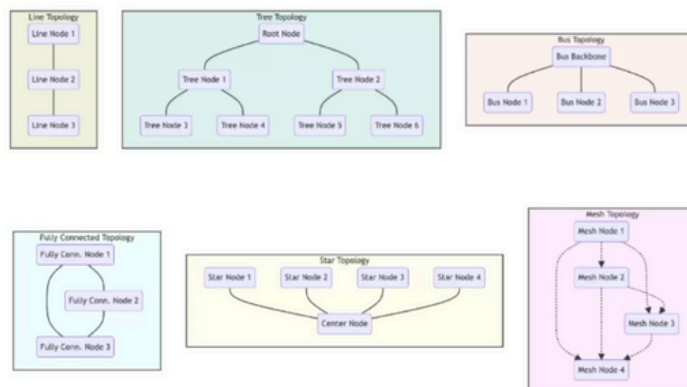 Line Topology
Line Node 1
Line Node 2
Line Node 3
Tree Topology
Root Node
Tree Node 1
Tree Node 2
Tree Node 3
Tree Node 4
Tree Node 5
Tree Node 6
Bus Topology
Bus Backbone
Bus Node 1
Bus Node 2
Bus Node 3
Fully Connected Topology
Fully Conn. Node 1
Fully Conn. Node 2
Fully Conn. Node 3
Star Topology
Star Node 1
Star Node 2
Star Node 3
Star Node 4
Center Node
Mesh Topology
Mesh Node 1
Mesh Node 2
Mesh Node 3
Mesh Node 4